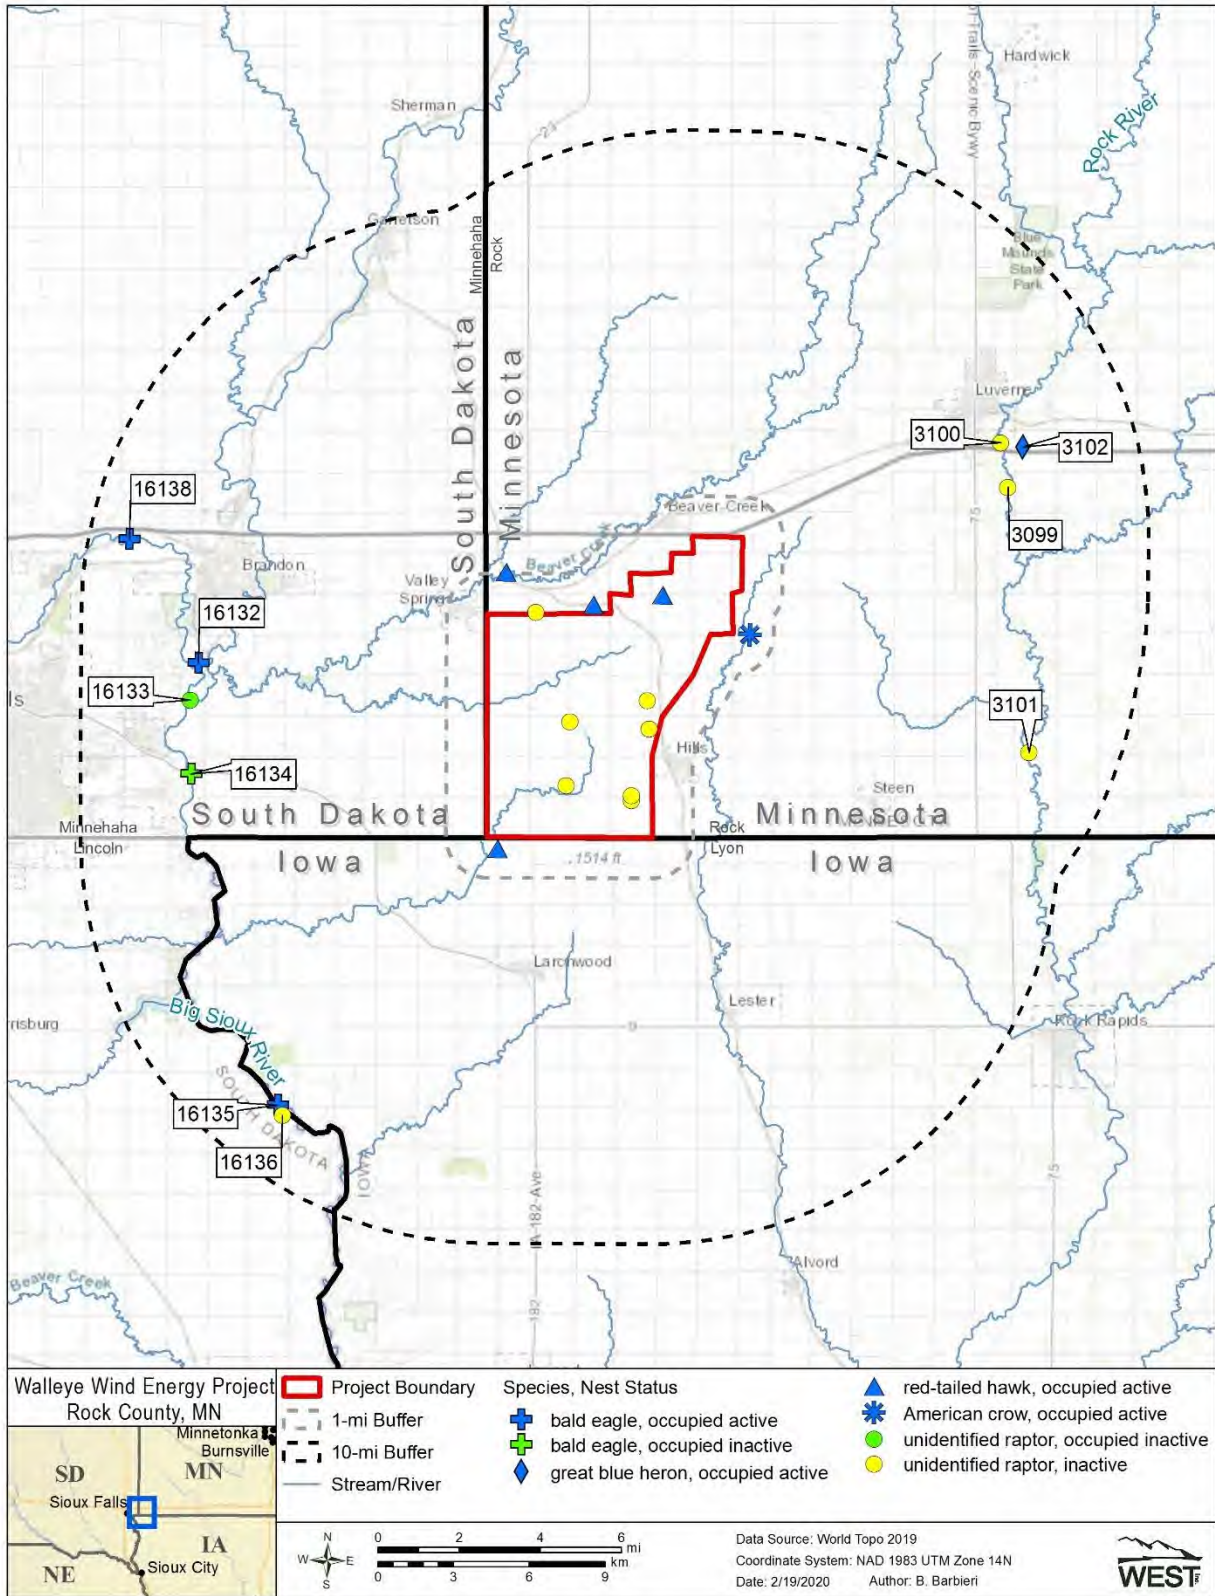 Hardwick
Sherman
23
Rock River
Garretson
Minnehaha
Rock
South Dakota
Minnesota
Blue
Mounds
State
Park
Luverne
3100
3102
16138
75
3099
Beaver Creek
Beaver Creek
Brandon
Valley
Springs
16132
16133
3101
Hills
16134
Steen
South Dakota
Minnesota
Minnehaha
Lincoln
Rock
Lyon
Iowa
1514 ft
Iowa
Larchwood
Big Sioux River
Lester
rrisburg
9
Rock Rapids
16135
SOUTH DAKOTA
16136
IOWA
IA-182-Ave
75
Alvord
Beaver Creek
182
Walleye Wind Energy Project
Rock County, MN
Minnetonka
Burnsville
SD
MN
Sioux Falls
IA
NE
Sioux City
Project Boundary
1-mi Buffer
10-mi Buffer
Stream/River
Species, Nest Status
bald eagle, occupied active
bald eagle, occupied inactive
great blue heron, occupied active
red-tailed hawk, occupied active
American crow, occupied active
unidentified raptor, occupied inactive
unidentified raptor, inactive
N
W E
S
0 2 4 6
mi
km
0 3 6 9
Data Source: World Topo 2019
Coordinate System: NAD 1983 UTM Zone 14N
Date: 2/19/2020 Author: B. Barbieri
WEST